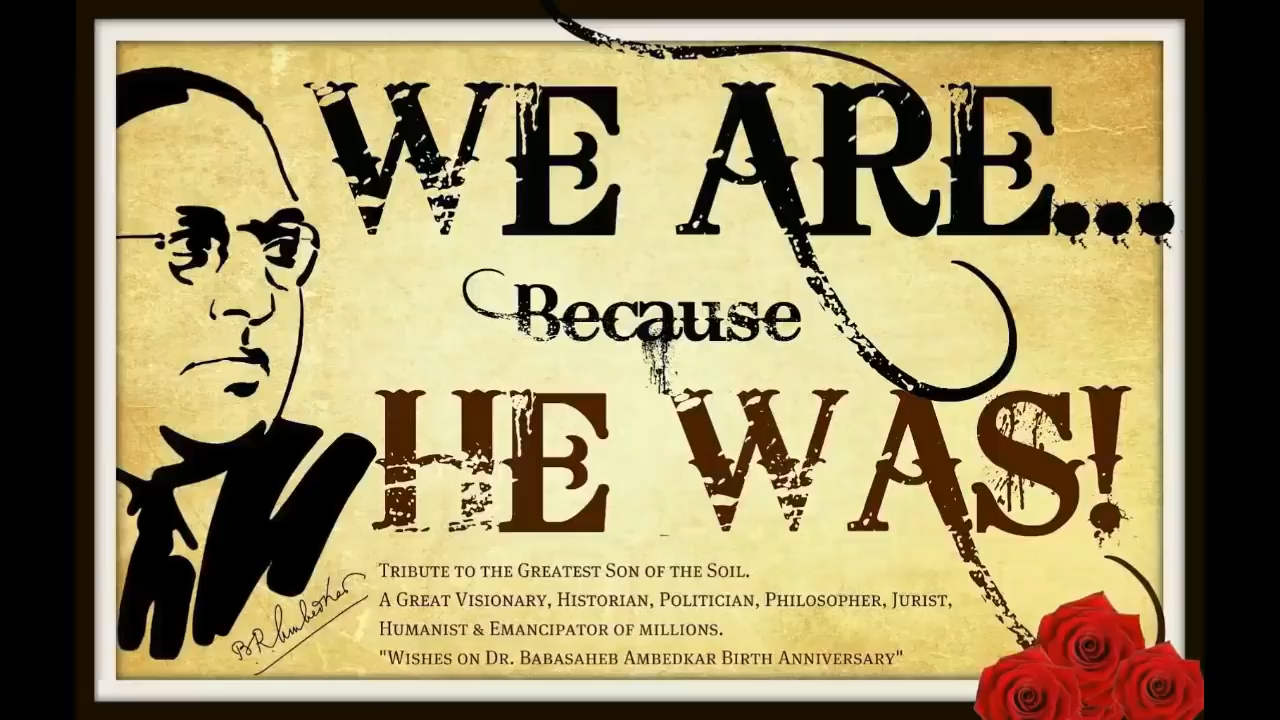 WE ARE...
Because
HE WAS!
TRIBUTE TO THE GREATEST SON OF THE SOIL.
A GREAT VISIONARY, HISTORIAN, POLITICIAN, PHILOSOPHER, JURIST,
HUMANIST & EMANCIPATOR OF MILLIONS.
"WISHES ON DR. BABASAHEB AMBEDKAR BIRTH ANNIVERSARY"
B.R. Ambedkar